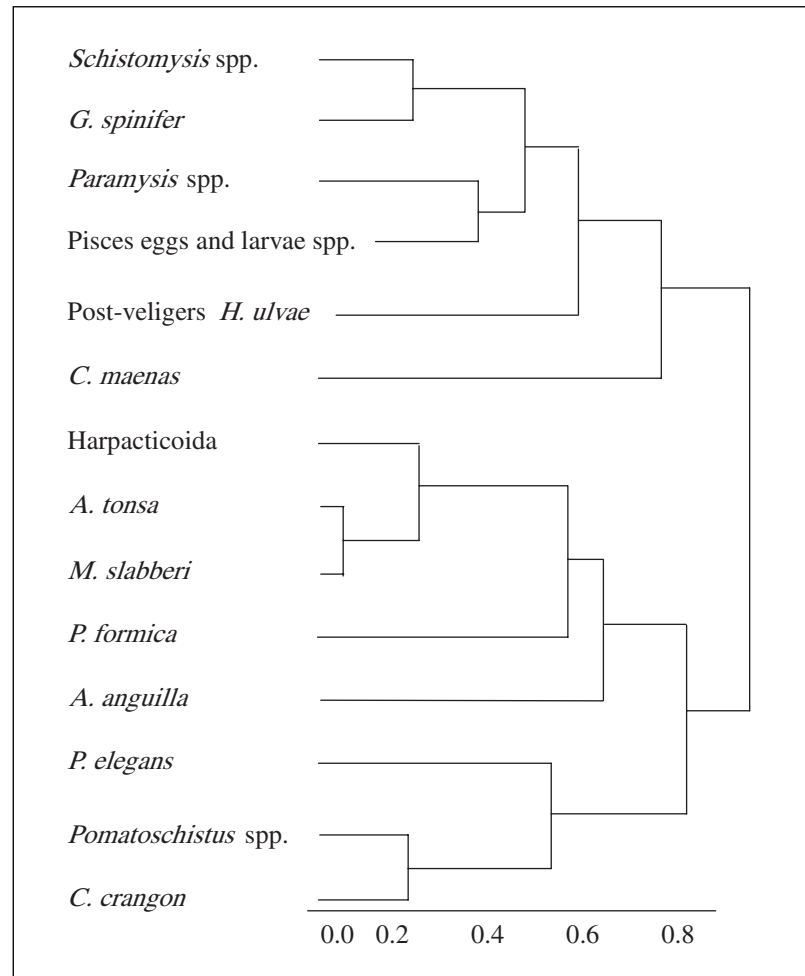 Schistomysis spp.
G. spinifer
Paramysis spp.
Pisces eggs and larvae spp.
Post-veligers H. ulvae
C. maenas
Harpacticoida
A. tonsa
M. slabberi
P. formica
A. anguilla
P. elegans
Pomatoschistus spp.
C. crangon
0.0 0.2 0.4 0.6 0.8